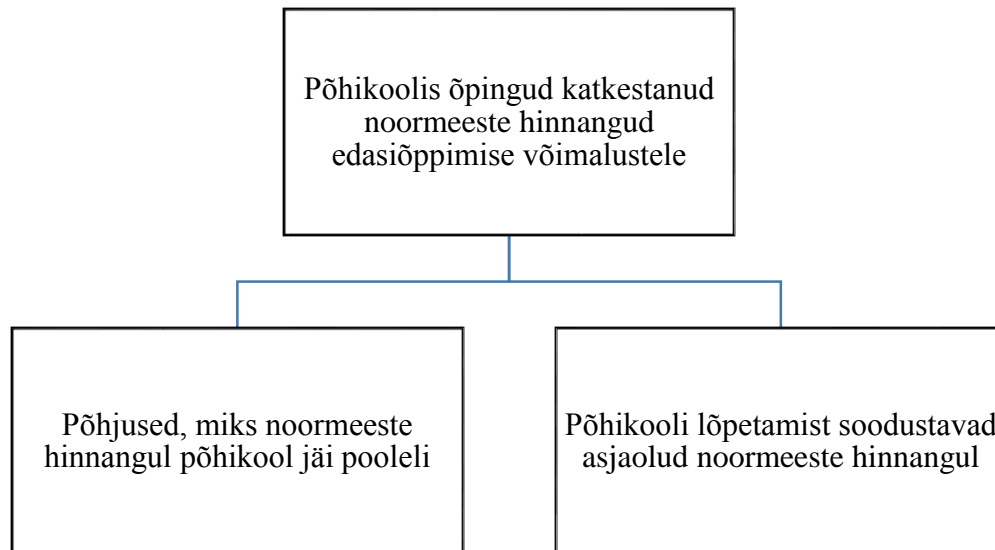 Põhikoolis õpingud katkestanud
noormeeste hinnangud
edasiõppimise võimalustele
Põhjused, miks noormeeste
hinnangul põhikool jäi pooleli
Põhikooli lõpetamist soodustavad
asjaolud noormeeste hinnangul